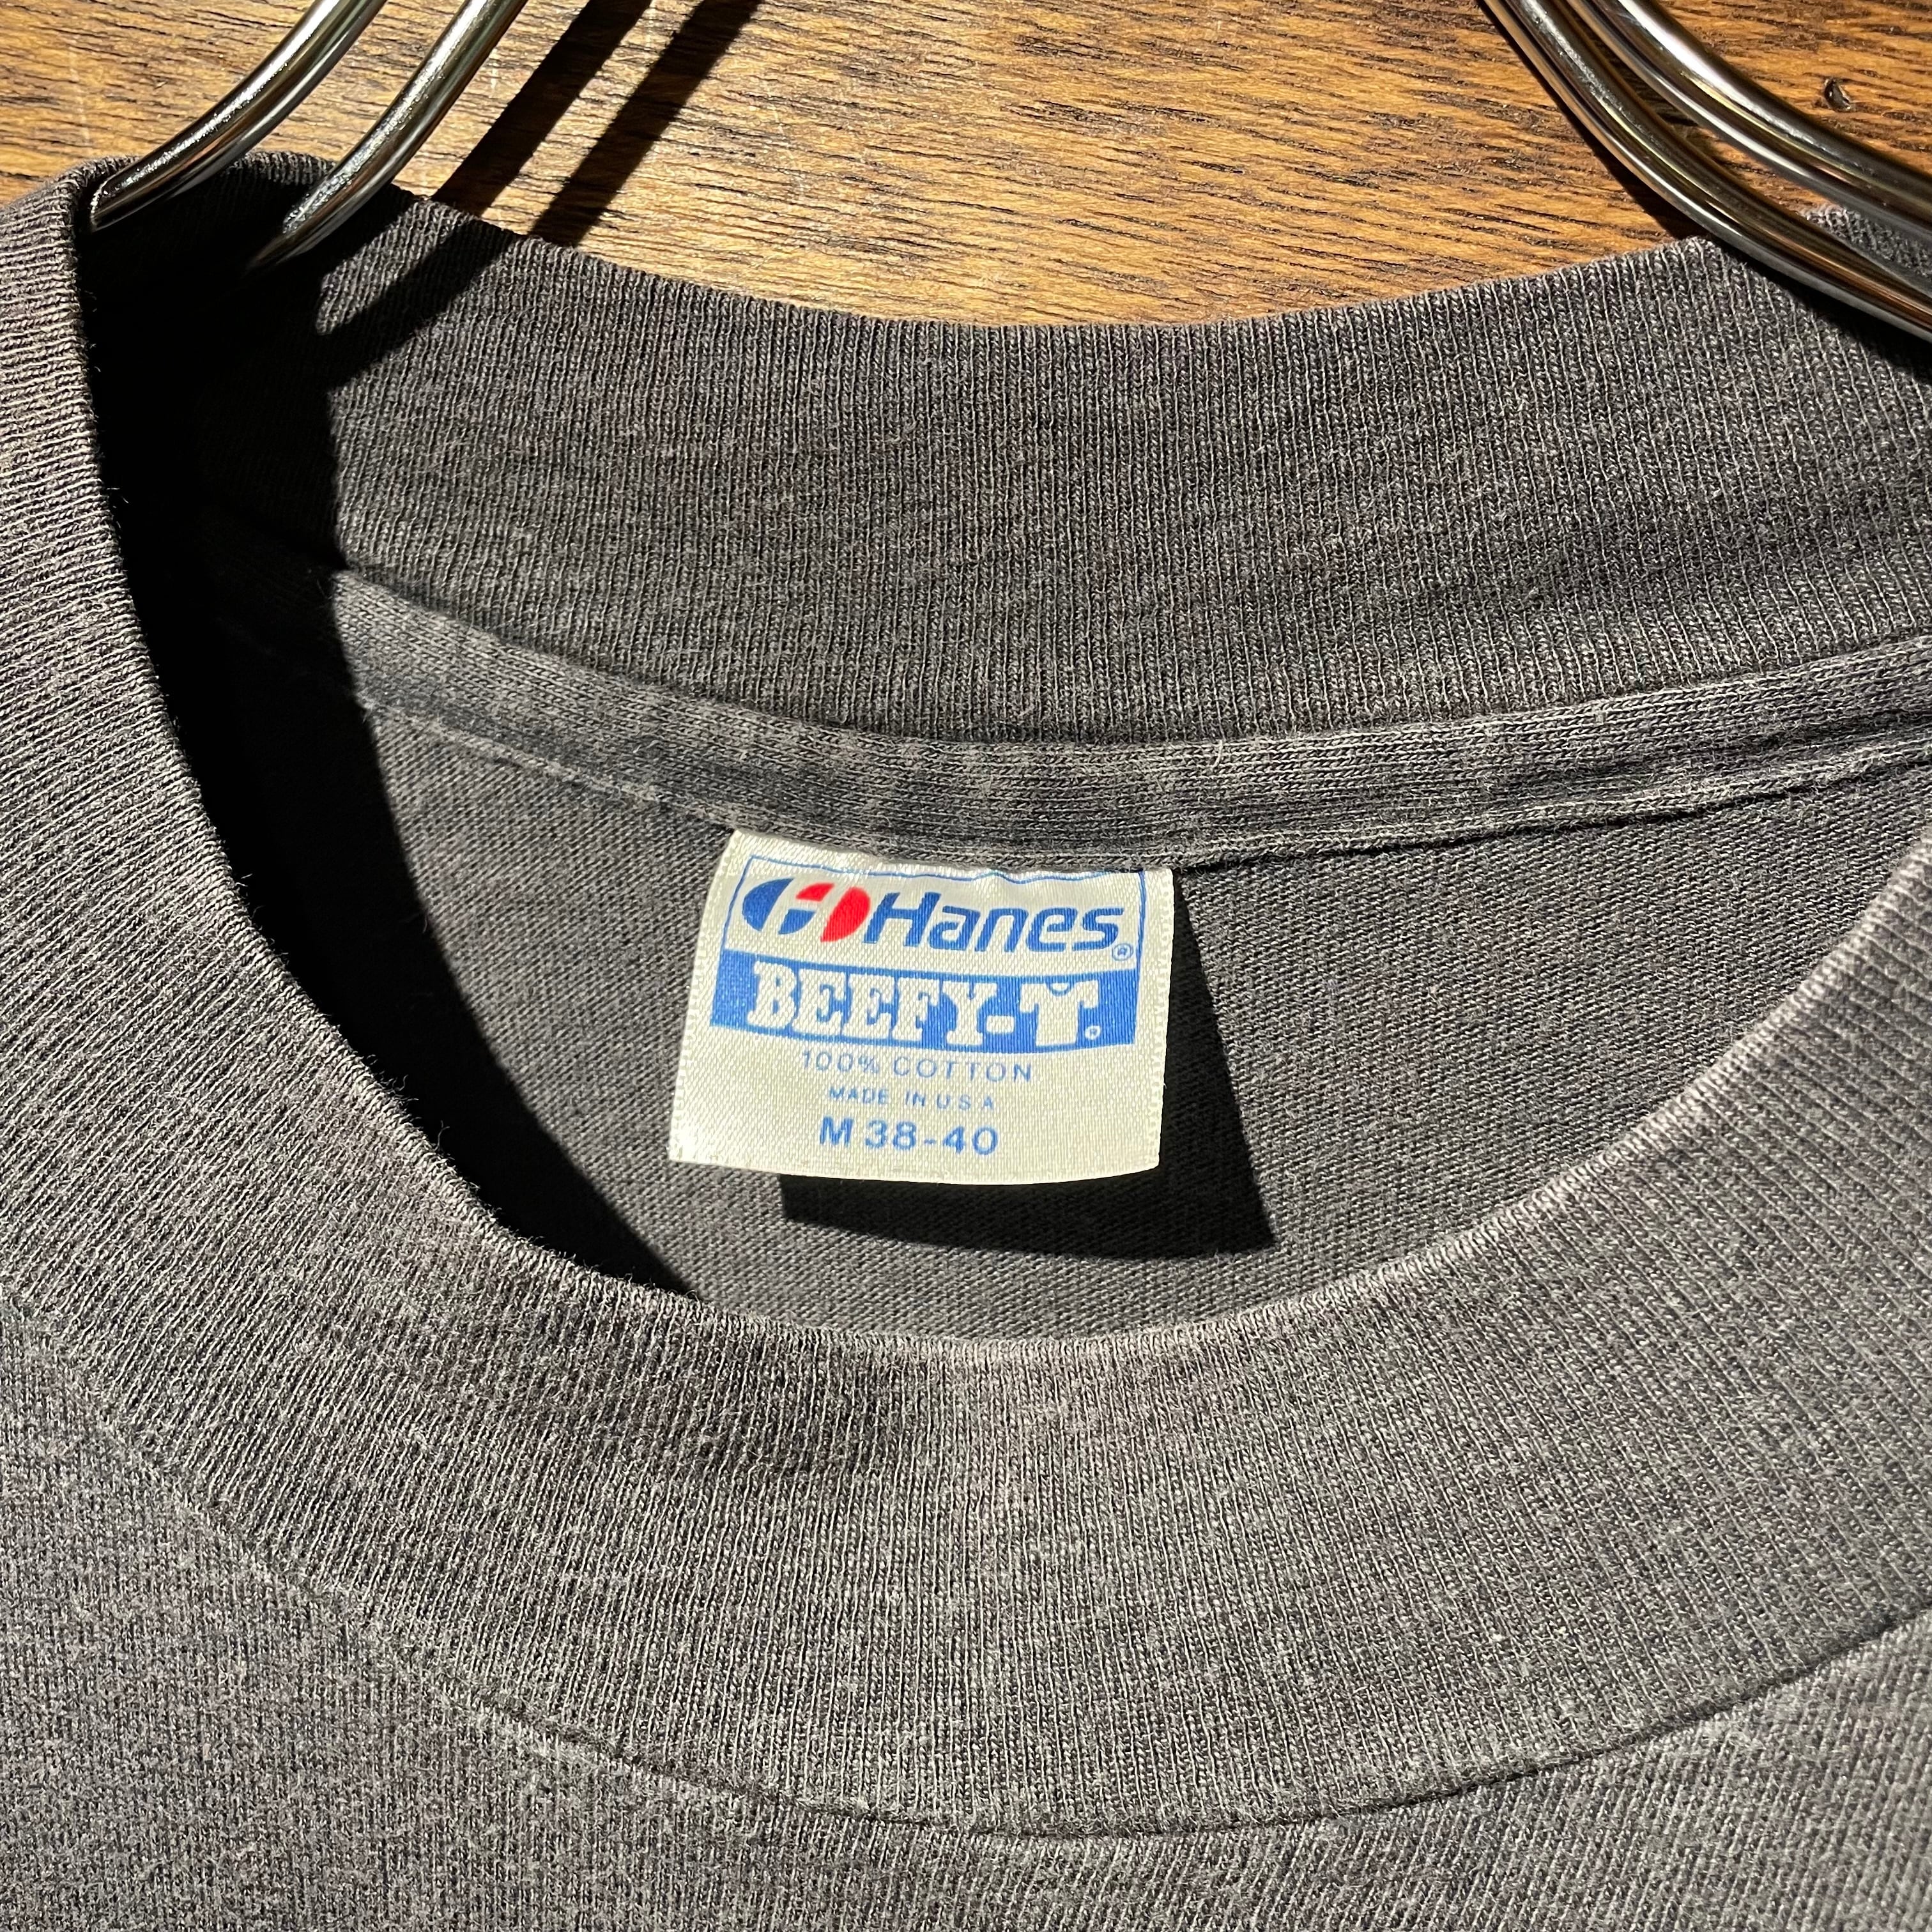 Hanes®
BEEFY-T®
100% COTTON
MADE IN U S A
M 38-40